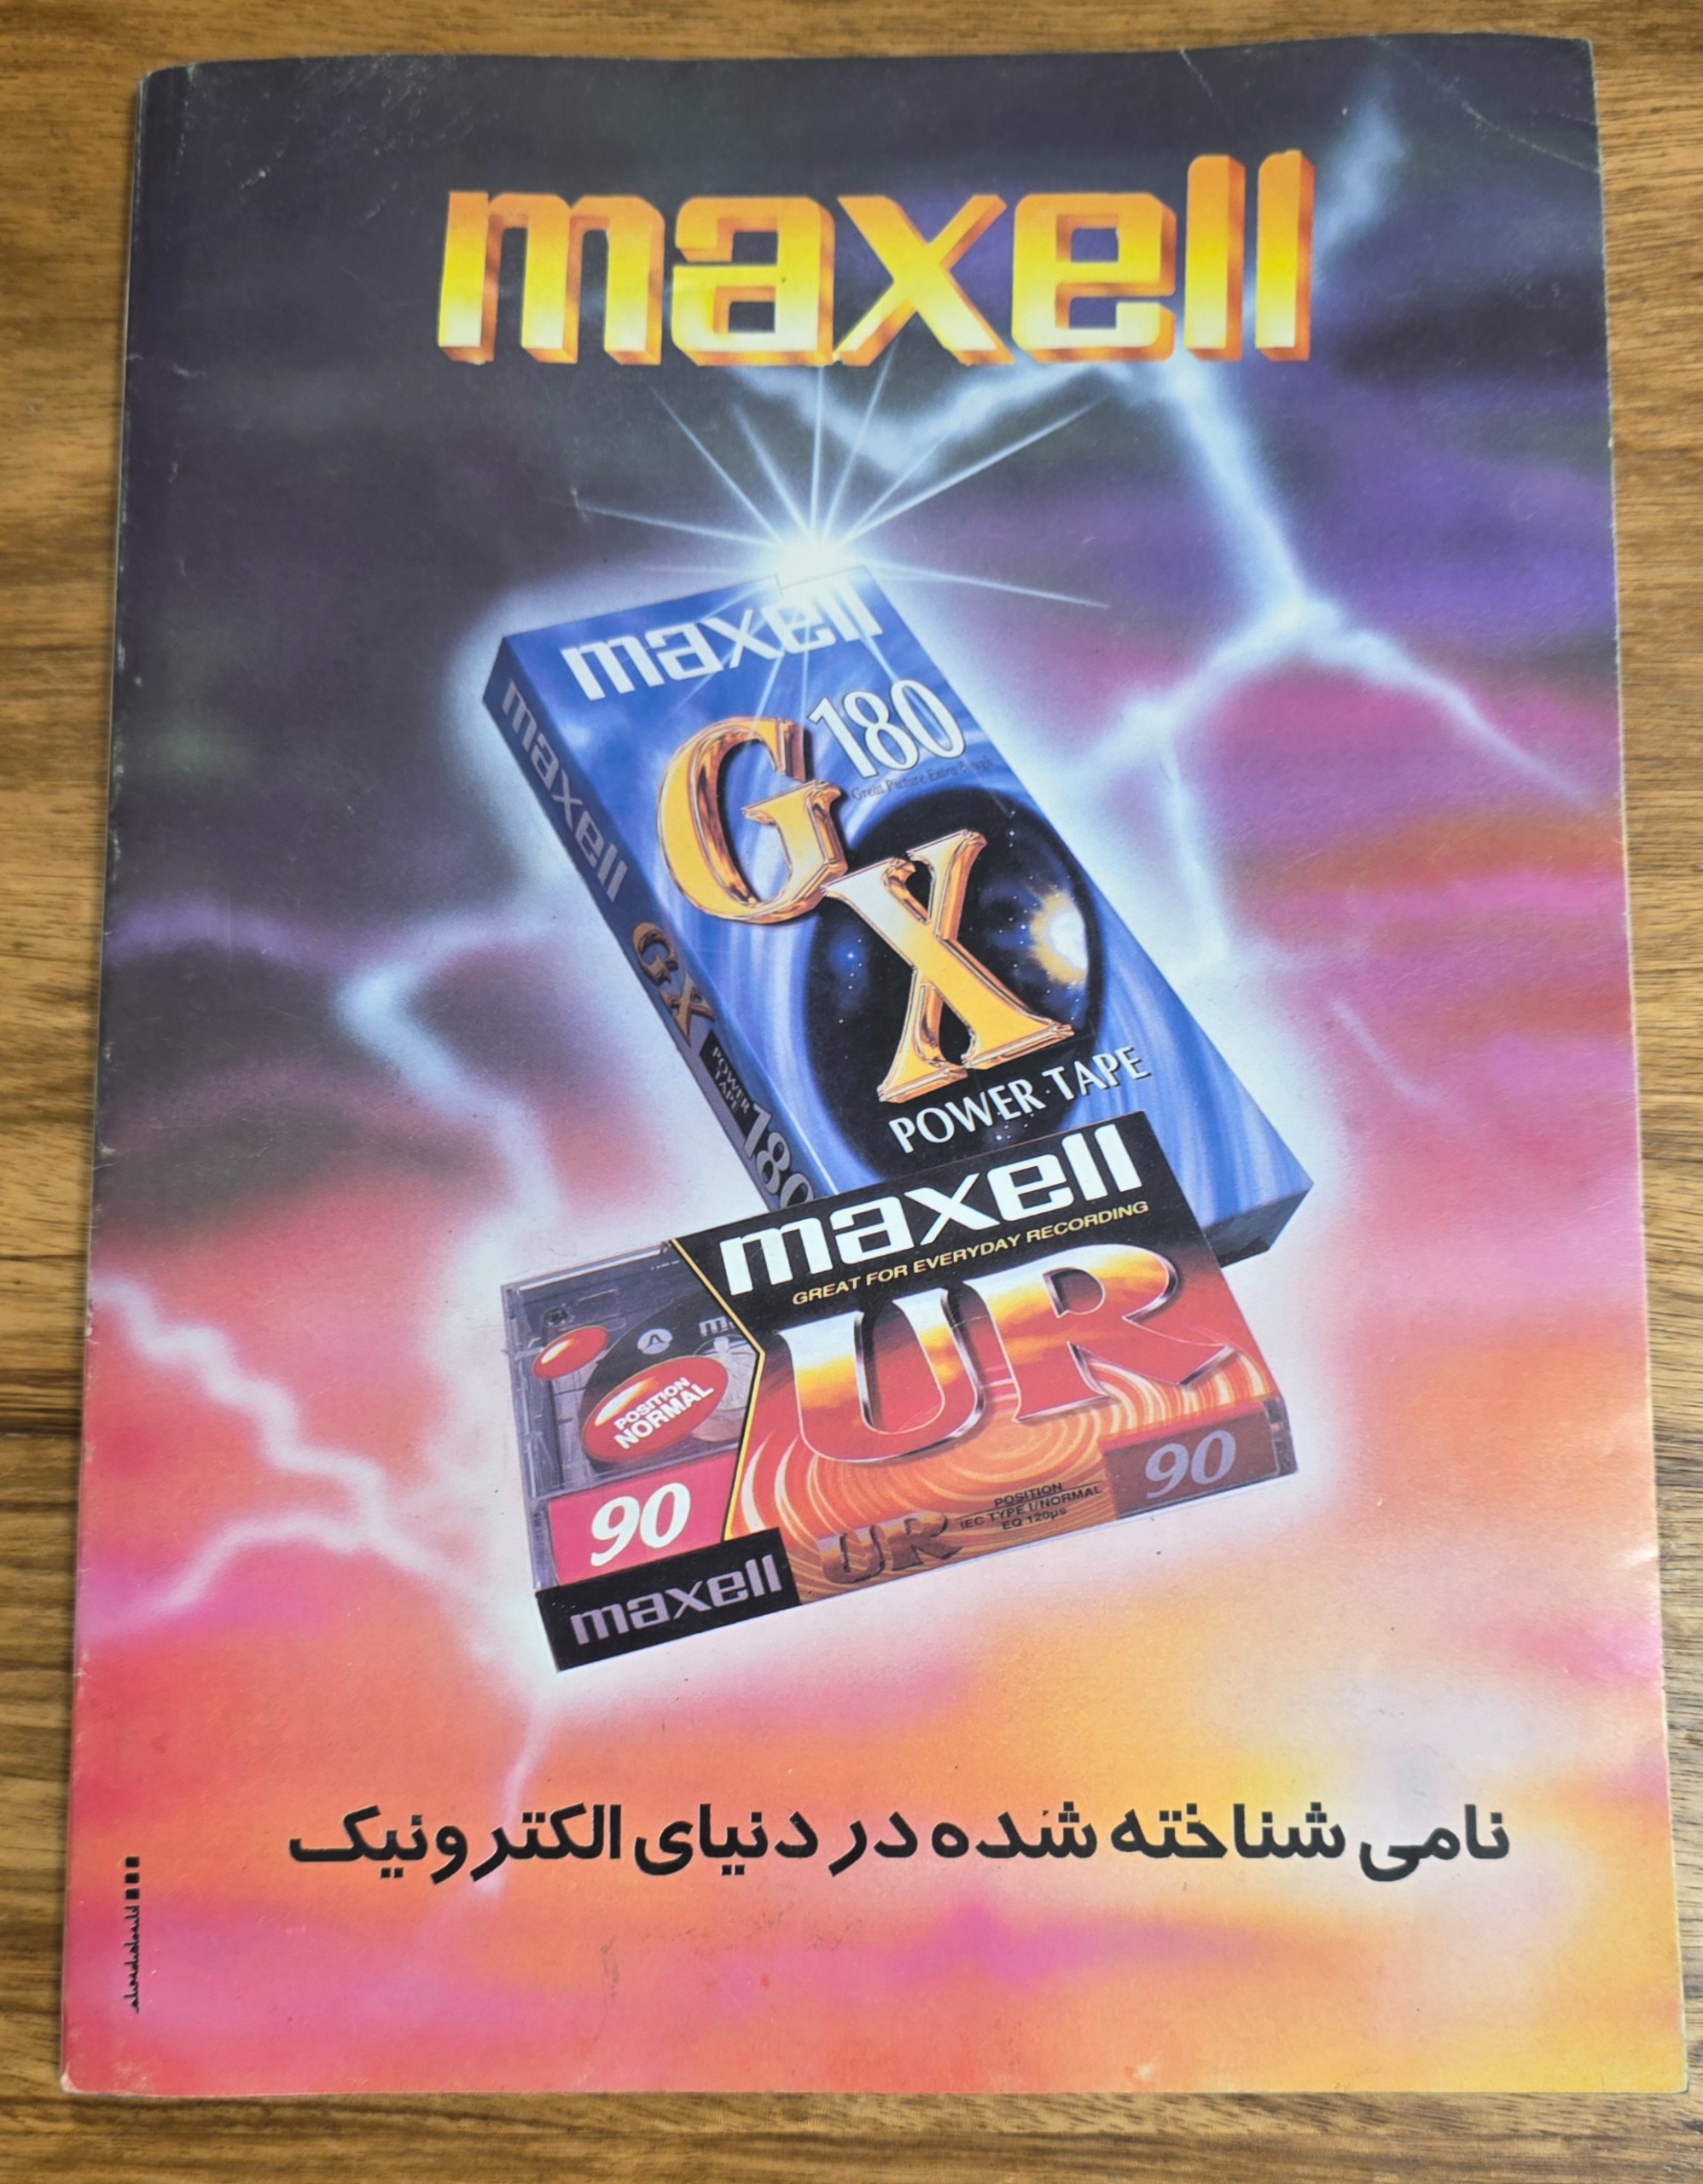 maxell
maxell
180
Great Picture Extra Tough
GX
POWER TAPE
maxell
GX
POWER
TAPE
180
maxell
GREAT FOR EVERYDAY RECORDING
UR
A
POSITION
NORMAL
90
maxell
UR
POSITION
IEC TYPE I/NORMAL
EQ 120µs
90
نامی شناخته شده در دنیای الکترونیک